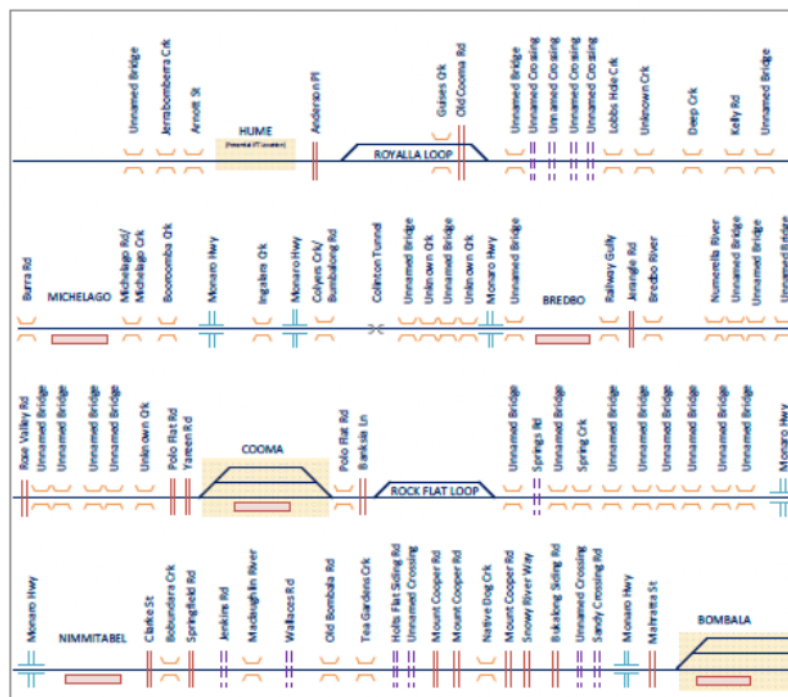 Unnamed Bridge
Jerrabomberra Crk
Arnott St
HUME
Anderson Pl
ROYALLA LOOP
Guises Crk
Old Cooma Rd
Unnamed Bridge
Unnamed Crossing
Unnamed Crossing
Unnamed Crossing
Unnamed Crossing
Lobbs Hole Crk
Unknown Crk
Deep Crk
Kelly Rd
Unnamed Bridge
Burra Rd
MICHELAGO
Michelago Rd/
Michelago Crk
Booroomba Crk
Monaro Hwy
Ingalara Crk
Monaro Hwy
Colyers Crk/
Bumbalong Rd
Colinton Tunnel
Unnamed Bridge
Unknown Crk
Unnamed Bridge
Unknown Crk
Monaro Hwy
Unnamed Bridge
BREDBO
Railway Gully
Jerangle Rd
Bredbo River
Numerella River
Unnamed Bridge
Unnamed Bridge
Unnamed Bridge
Rose Valley Rd
Unnamed Bridge
Unnamed Bridge
Unnamed Bridge
Unnamed Bridge
Unknown Crk
Polo Flat Rd
Yareen Rd
COOMA
Polo Flat Rd
Banksia Ln
ROCK FLAT LOOP
Unnamed Bridge
Springs Rd
Unnamed Bridge
Spring Crk
Unnamed Bridge
Unnamed Bridge
Unnamed Bridge
Unnamed Bridge
Unnamed Bridge
Unnamed Bridge
Monaro Hwy
Monaro Hwy
NIMMITABEL
Clarke St
Bobundara Crk
Springfield Rd
Jenkins Rd
Maclaughlin River
Wallaces Rd
Old Bombala Rd
Tea Gardens Crk
Holts Flat Siding Rd
Unnamed Crossing
Mount Cooper Rd
Mount Cooper Rd
Native Dog Crk
Mount Cooper Rd
Snowy River Way
Bukalong Siding Rd
Unnamed Crossing
Sandy Crossing Rd
Monaro Hwy
Mahratta St
BOMBALA